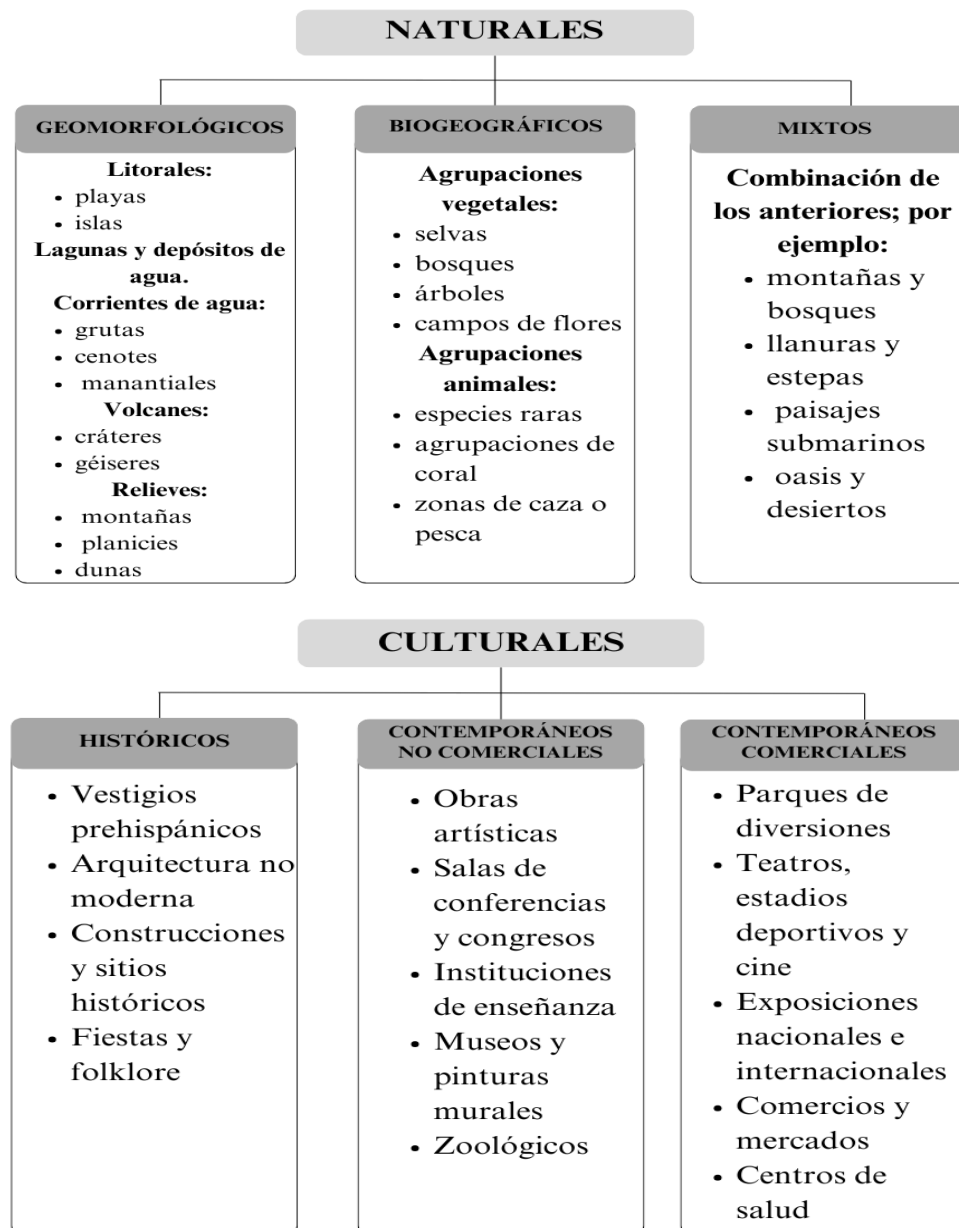 NATURALES
GEOMORFOLÓGICOS
Litorales:
• playas
• islas
Lagunas y depósitos de
agua.
Corrientes de agua:
• grutas
• cenotes
• manantiales
Volcanes:
• cráteres
• géiseres
Relieves:
• montañas
• planicies
• dunas
BIOGEOGRÁFICOS
Agrupaciones
vegetales:
• selvas
• bosques
• árboles
• campos de flores
Agrupaciones
animales:
• especies raras
• agrupaciones de
coral
• zonas de caza o
pesca
MIXTOS
Combinación de
los anteriores; por
ejemplo:
• montañas y
bosques
• llanuras y
estepas
• paisajes
submarinos
• oasis y
desiertos
CULTURALES
HISTÓRICOS
• Vestigios
prehispánicos
• Arquitectura no
moderna
• Construcciones
y sitios
históricos
• Fiestas y
folklore
CONTEMPORÁNEOS
NO COMERCIALES
• Obras
artísticas
• Salas de
conferencias
y congresos
• Instituciones
de enseñanza
• Museos y
pinturas
murales
• Zoológicos
CONTEMPORÁNEOS
COMERCIALES
• Parques de
diversiones
• Teatros,
estadios
deportivos y
cine
• Exposiciones
nacionales e
internacionales
• Comercios y
mercados
• Centros de
salud